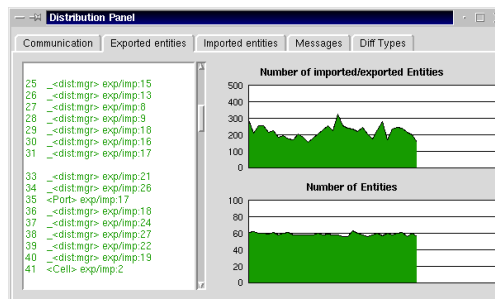 Distribution Panel
Communication Exported entities Imported entities Messages Diff Types
25 _<dist:mgr> exp/imp:15
26 _<dist:mgr> exp/imp:13
27 _<dist:mgr> exp/imp:8
28 _<dist:mgr> exp/imp:9
29 _<dist:mgr> exp/imp:18
30 _<dist:mgr> exp/imp:16
31 _<dist:mgr> exp/imp:17
33 _<dist:mgr> exp/imp:21
34 _<dist:mgr> exp/imp:26
35 <Port> exp/imp:17
36 _<dist:mgr> exp/imp:18
37 _<dist:mgr> exp/imp:24
38 _<dist:mgr> exp/imp:27
39 _<dist:mgr> exp/imp:22
40 _<dist:mgr> exp/imp:19
41 <Cell> exp/imp:2
Number of imported/exported Entities
500
400
300
200
100
0
Number of Entities
100
80
60
40
20
0